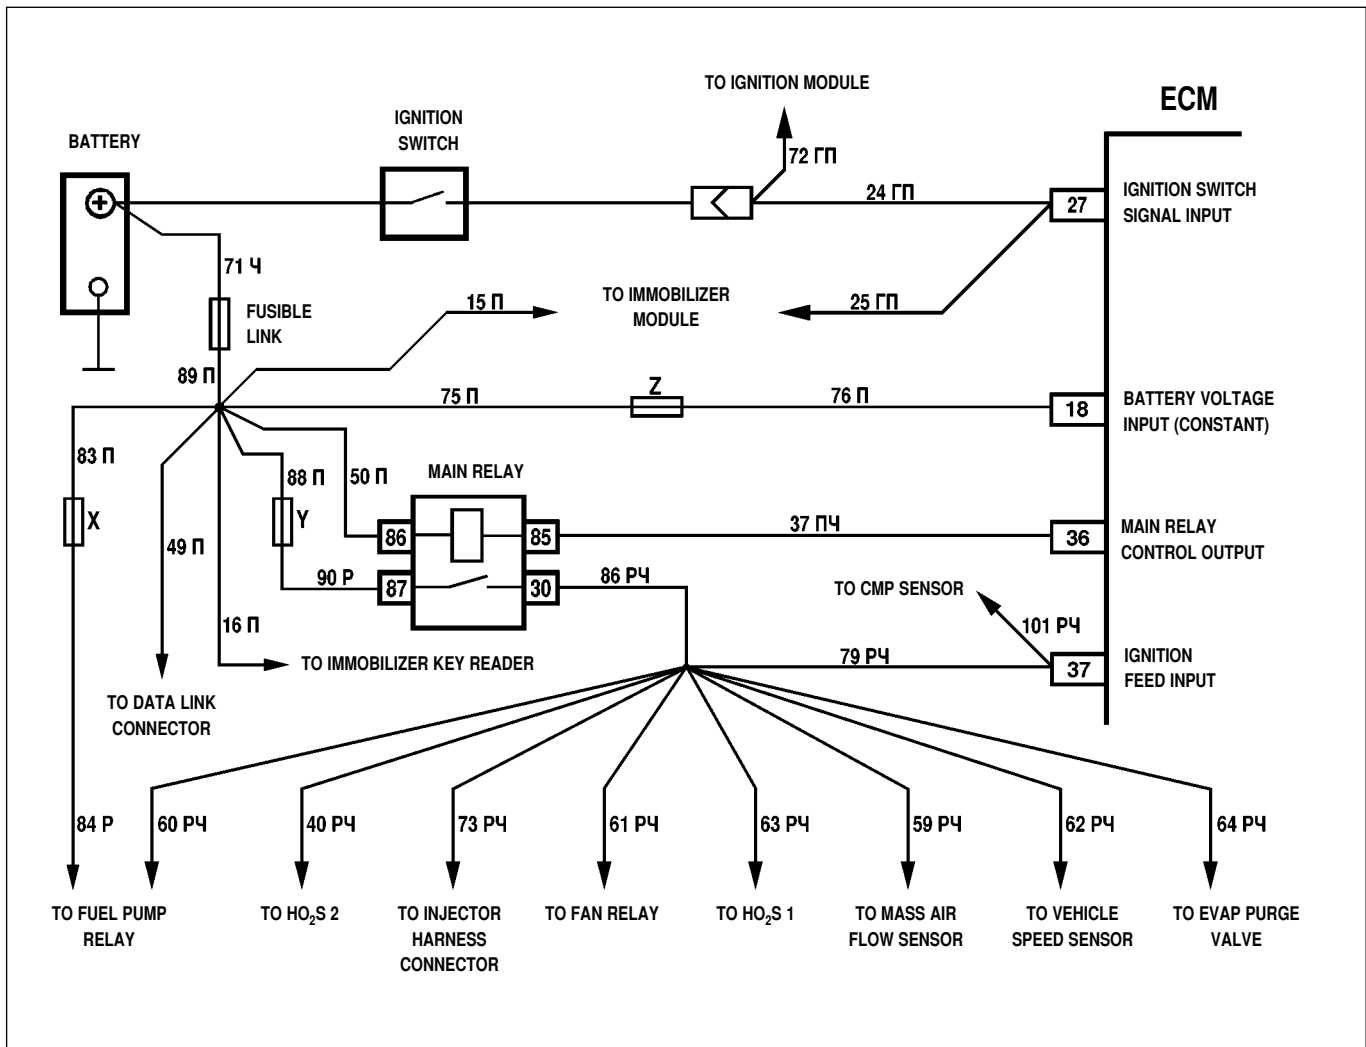 TO IGNITION MODULE
ECM
IGNITION
SWITCH
BATTERY
72 ГП
24 ГП
27
IGNITION SWITCH
SIGNAL INPUT
71 Ч
FUSIBLE
LINK
15 П
TO IMMOBILIZER
MODULE
25 ГП
89 П
75 П
Z
76 П
18
BATTERY VOLTAGE
INPUT (CONSTANT)
83 П
88 П
50 П
MAIN RELAY
X
Y
86
85
37 ПЧ
36
MAIN RELAY
CONTROL OUTPUT
49 П
90 Р
87
30
86 РЧ
TO CMP SENSOR
101 РЧ
16 П
TO IMMOBILIZER KEY READER
79 РЧ
37
IGNITION
FEED INPUT
TO DATA LINK
CONNECTOR
84 Р
60 РЧ
40 РЧ
73 РЧ
61 РЧ
63 РЧ
59 РЧ
62 РЧ
64 РЧ
TO FUEL PUMP
RELAY
TO HO₂S 2
TO INJECTOR
HARNESS
CONNECTOR
TO FAN RELAY
TO HO₂S 1
TO MASS AIR
FLOW SENSOR
TO VEHICLE
SPEED SENSOR
TO EVAP PURGE
VALVE